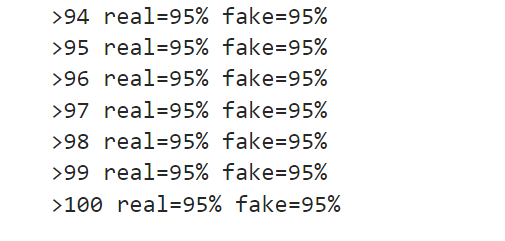 >94 real=95% fake=95%
>95 real=95% fake=95%
>96 real=95% fake=95%
>97 real=95% fake=95%
>98 real=95% fake=95%
>99 real=95% fake=95%
>100 real=95% fake=95%